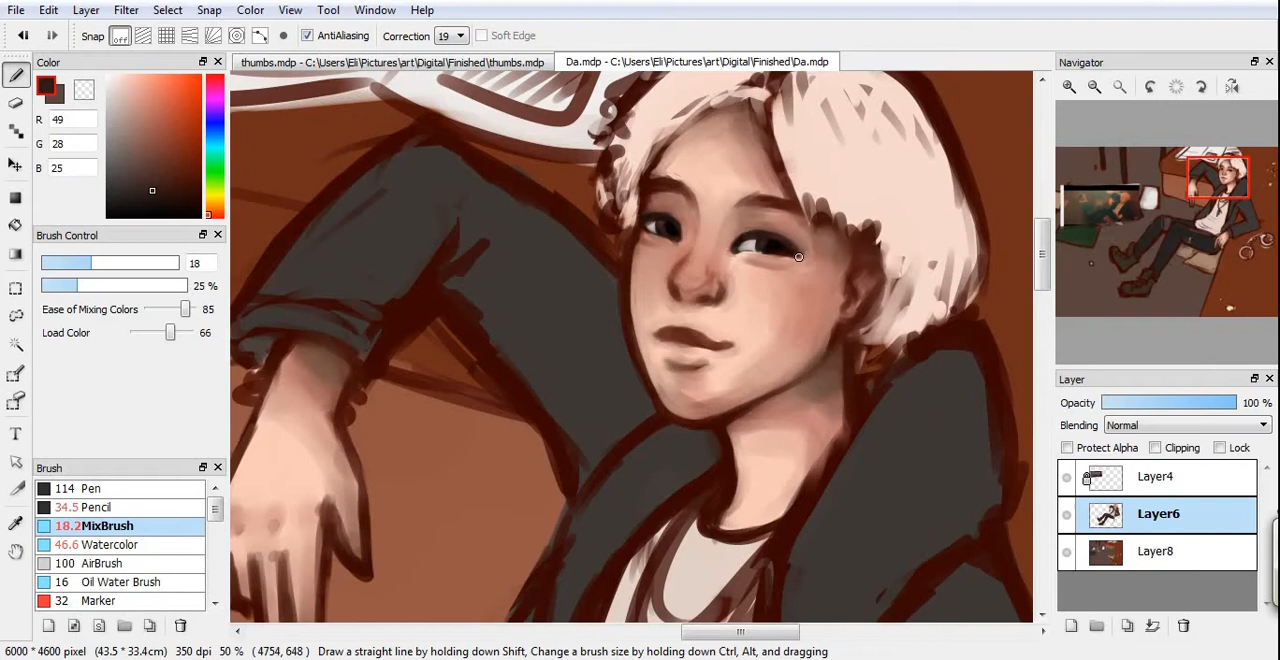 File Edit Layer Filter Select Snap Color View Tool Window Help
Snap off AntiAliasing Correction 19 Soft Edge
Color
thumbs.mdp - C:\Users\Eli\Pictures\art\Digital\Finished\thumbs.mdp
Da.mdp - C:\Users\Eli\Pictures\art\Digital\Finished\Da.mdp
Navigator
R 49
G 28
B 25
Brush Control
18
25 %
Ease of Mixing Colors 85
Load Color 66
Brush
114 Pen
34.5 Pencil
18.2 MixBrush
46.6 Watercolor
100 AirBrush
16 Oil Water Brush
32 Marker
Layer
Opacity 100 %
Blending Normal
Protect Alpha Clipping Lock
Layer4
Layer6
Layer8
6000 * 4600 pixel (43.5 * 33.4cm) 350 dpi 50 % ( 4754, 648 ) Draw a straight line by holding down Shift, Change a brush size by holding down Ctrl, Alt, and dragging